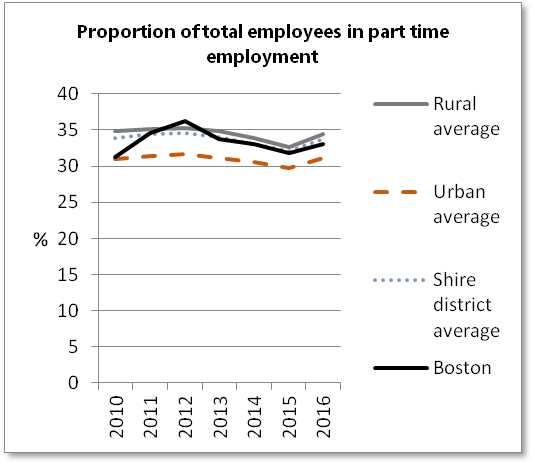 Proportion of total employees in part time
employment
40
35
30
25
20
15
10
5
0
%
2010
2011
2012
2013
2014
2015
2016
Rural
average
Urban
average
Shire
district
average
Boston